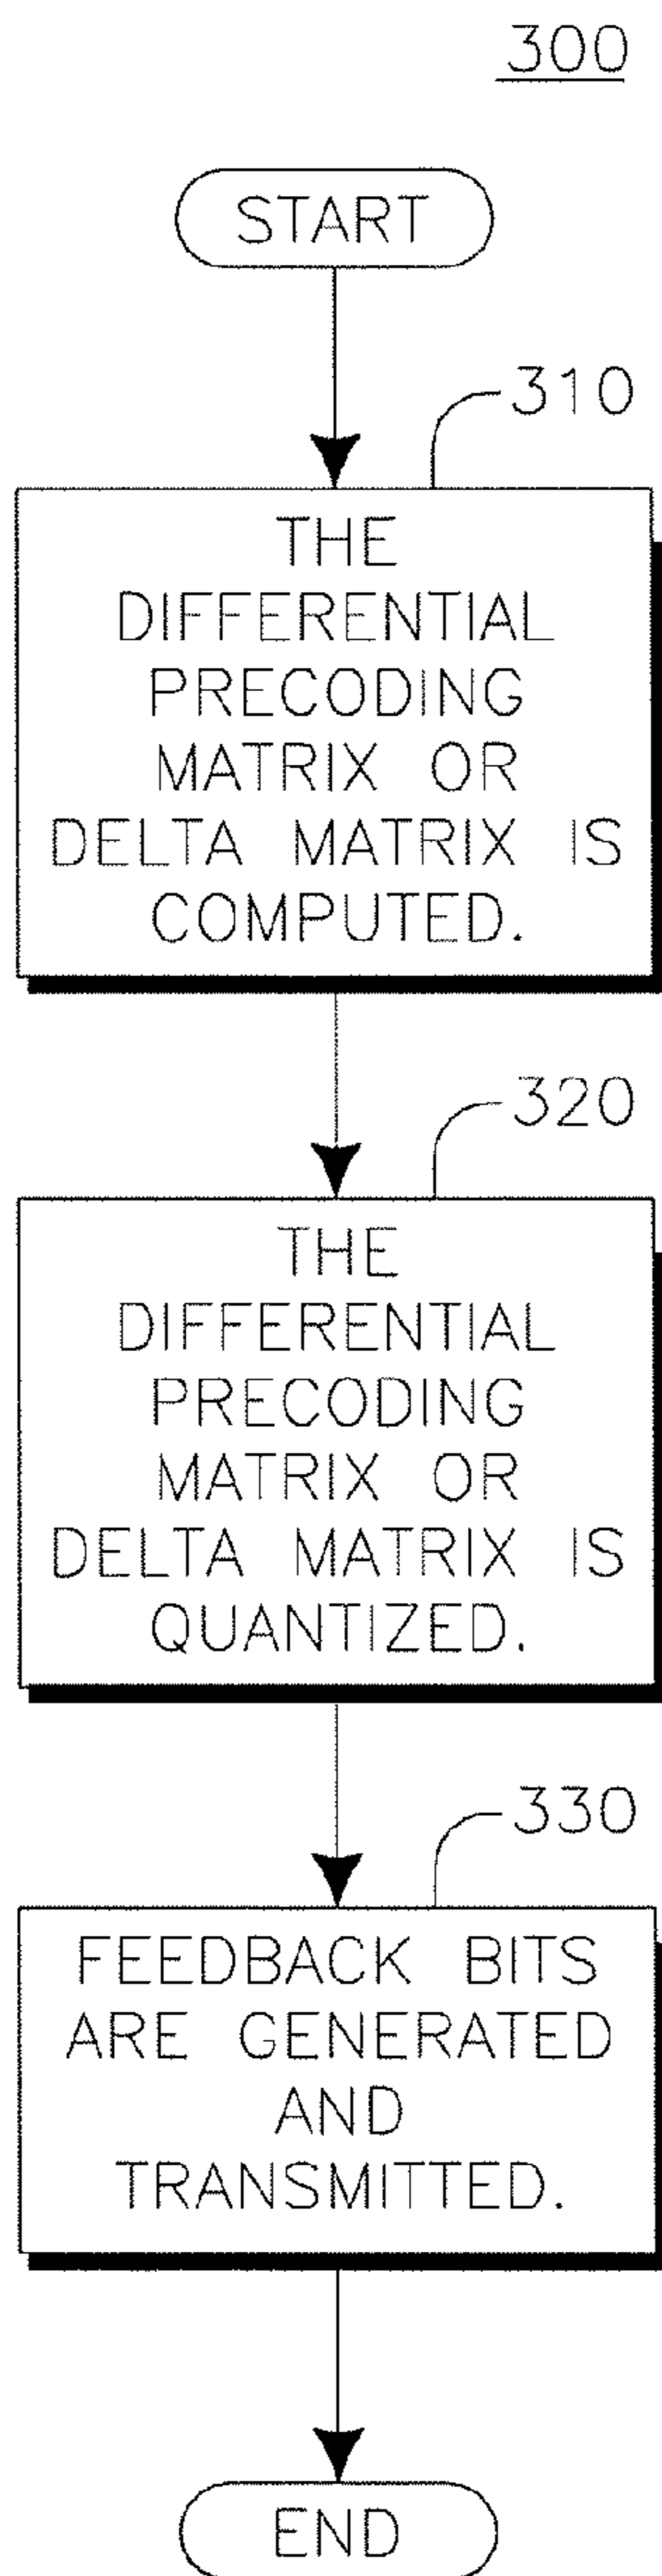 300
START
310
THE
DIFFERENTIAL
PRECODING
MATRIX OR
DELTA MATRIX IS
COMPUTED.
320
THE
DIFFERENTIAL
PRECODING
MATRIX OR
DELTA MATRIX IS
QUANTIZED.
330
FEEDBACK BITS
ARE GENERATED
AND
TRANSMITTED.
END